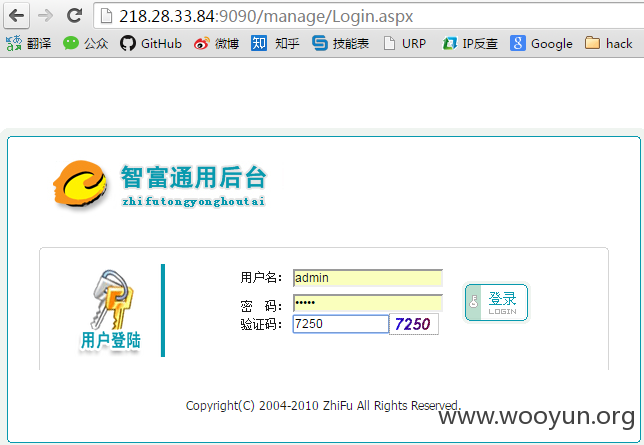 218.28.33.84:9090/manage/Login.aspx
翻译 公众 GitHub 微博 知乎 技能表 URP IP反查 Google hack
智富通用后台
zhifutongyonghoutai
用户名： admin
密 码： •••••
验证码： 7250 7250
登录
LOGIN
用户登陆
Copyright(C) 2004-2010 ZhiFu All Rights Reserved.
www.wooyun.org